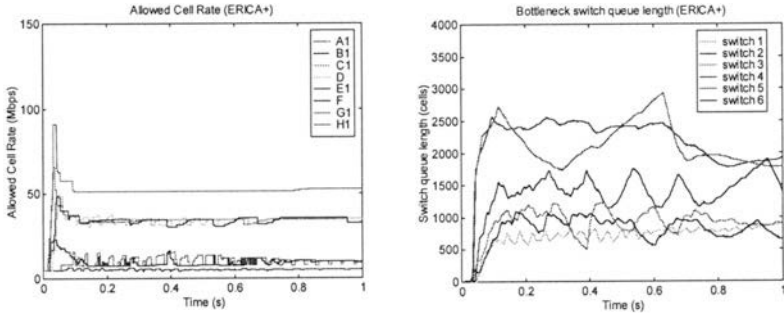 Allowed Cell Rate (ERICA+)
150
100
50
0
Allowed Cell Rate (Mbps)
0 0.2 0.4 0.6 0.8 1
Time (s)
A1
B1
C1
D
E1
F
G1
H1
Bottleneck switch queue length (ERICA+)
4000
3500
3000
2500
2000
1500
1000
500
0
Switch queue length (cells)
0 0.2 0.4 0.6 0.8 1
Time (s)
switch 1
switch 2
switch 3
switch 4
switch 5
switch 6